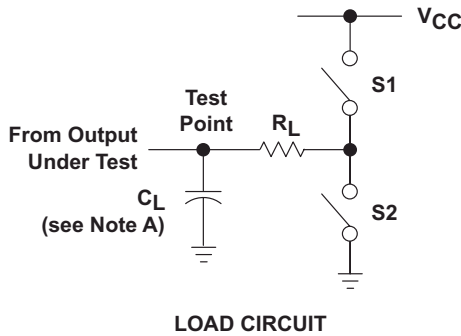 VCC
S1
Test
Point
RL
From Output
Under Test
CL
(see Note A)
S2
LOAD CIRCUIT